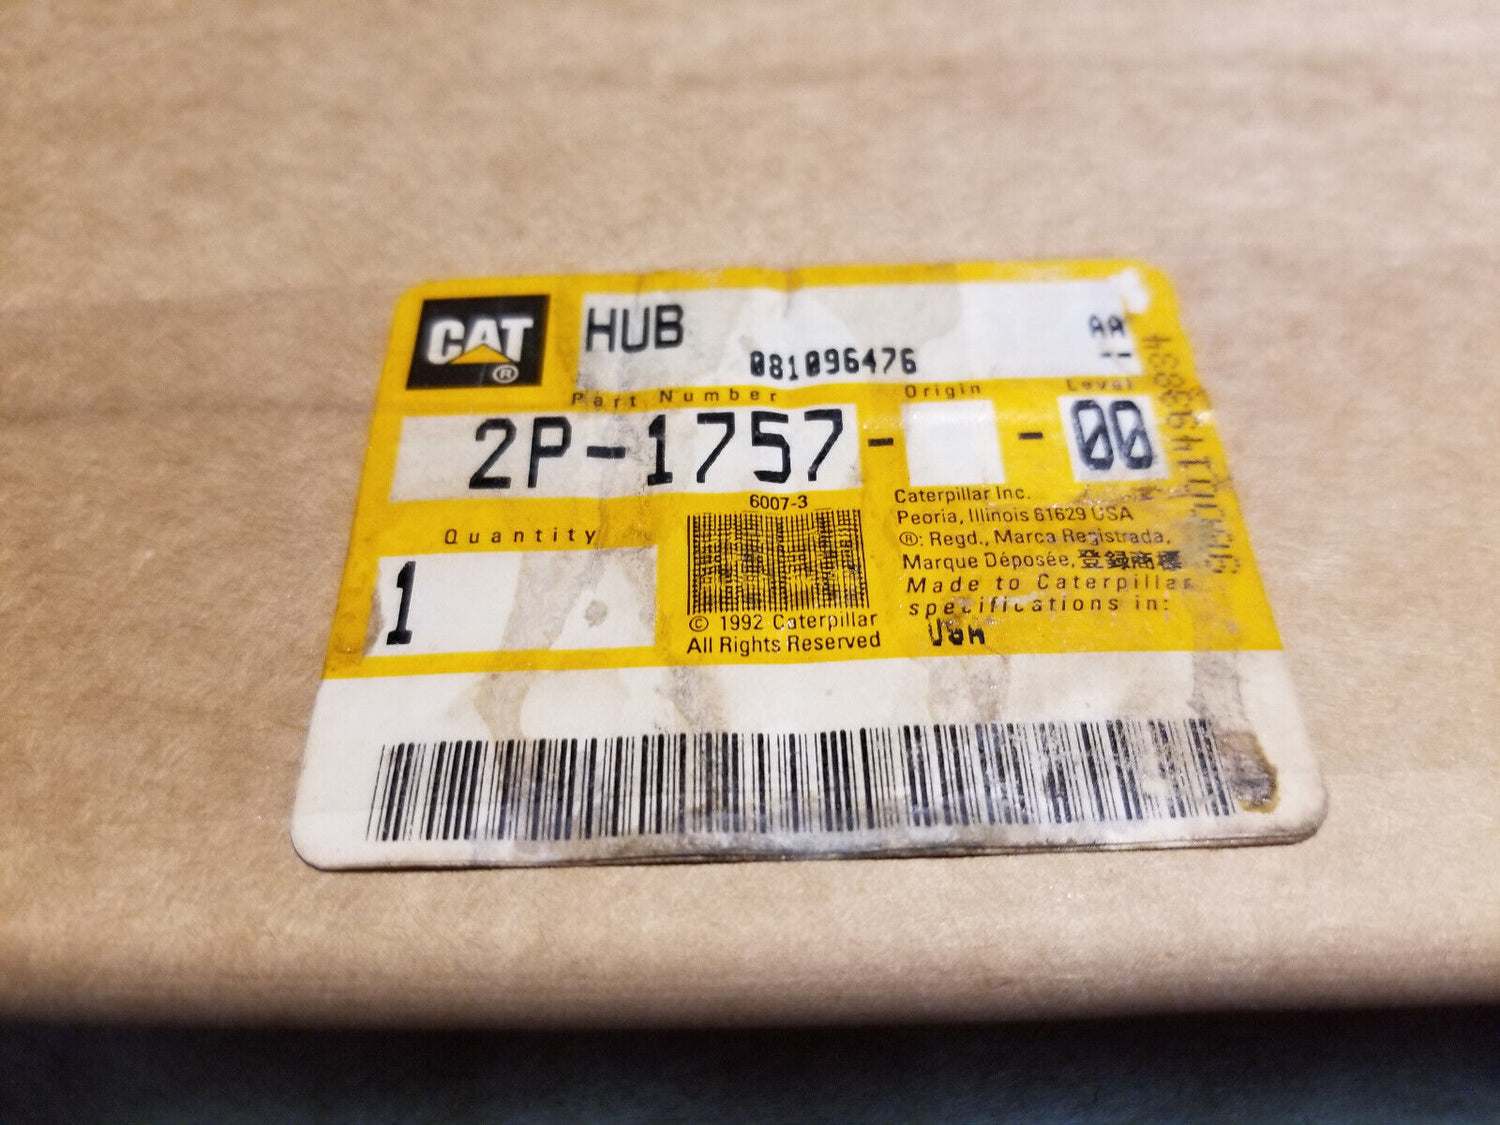 CAT®
HUB
AA
081096476
--
Part Number
Origin
Level
2P-1757- - 00
6007-3
Quantity
1
© 1992 Caterpillar
All Rights Reserved
Caterpillar Inc.
Peoria, Illinois 61629 USA
®: Regd., Marca Registrada,
Marque Déposée, 登録商標
Made to Caterpillar
specifications in:
USA